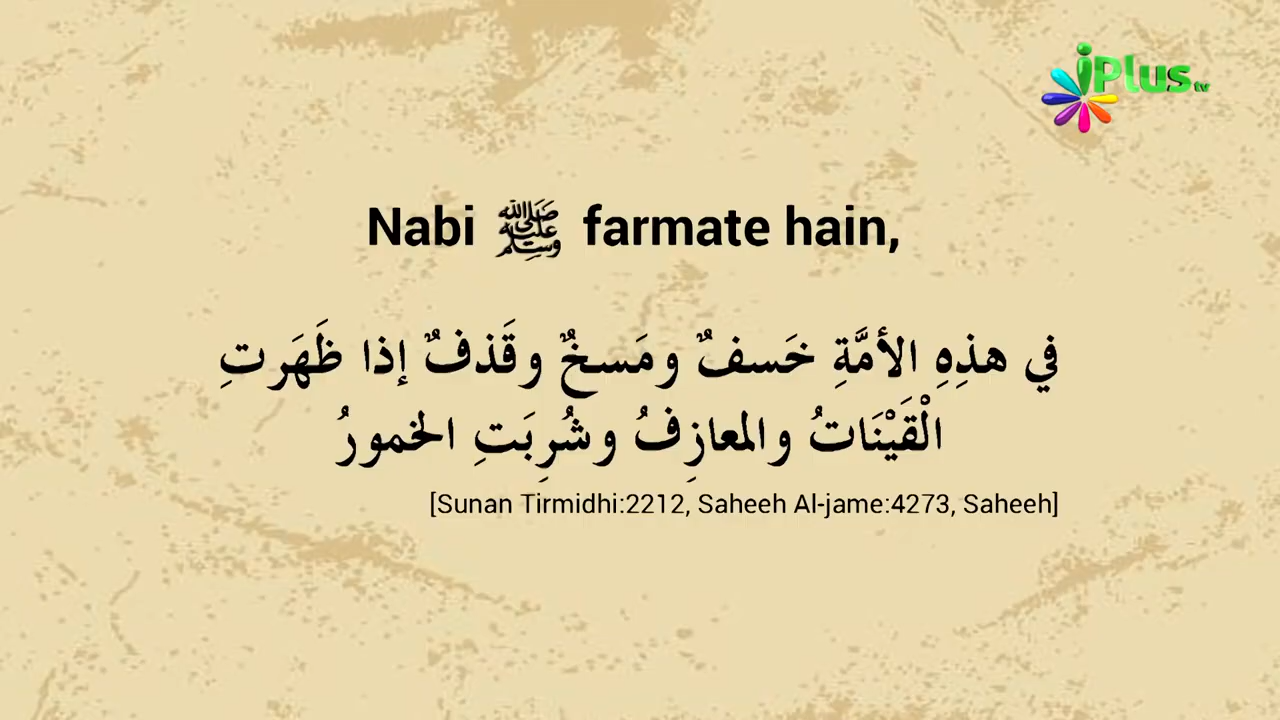 iPlus tv
Nabi ﷺ farmate hain,
في هذِهِ الأمَّةِ خَسفٌ ومَسخٌ وقَذفٌ إذا ظَهَرتِ
الْقَيْنَاتُ والمعازِفُ وشُرِبَتِ الخمورُ
[Sunan Tirmidhi:2212, Saheeh Al-jame:4273, Saheeh]